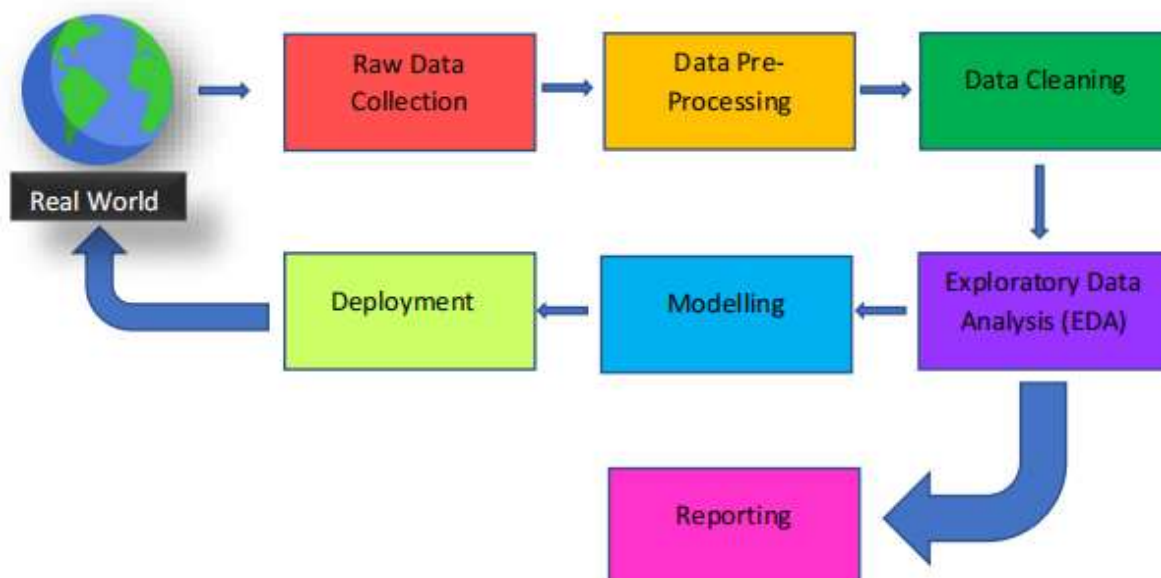 Real World
Raw Data
Collection
Data Pre-
Processing
Data Cleaning
Exploratory Data
Analysis (EDA)
Modelling
Deployment
Reporting